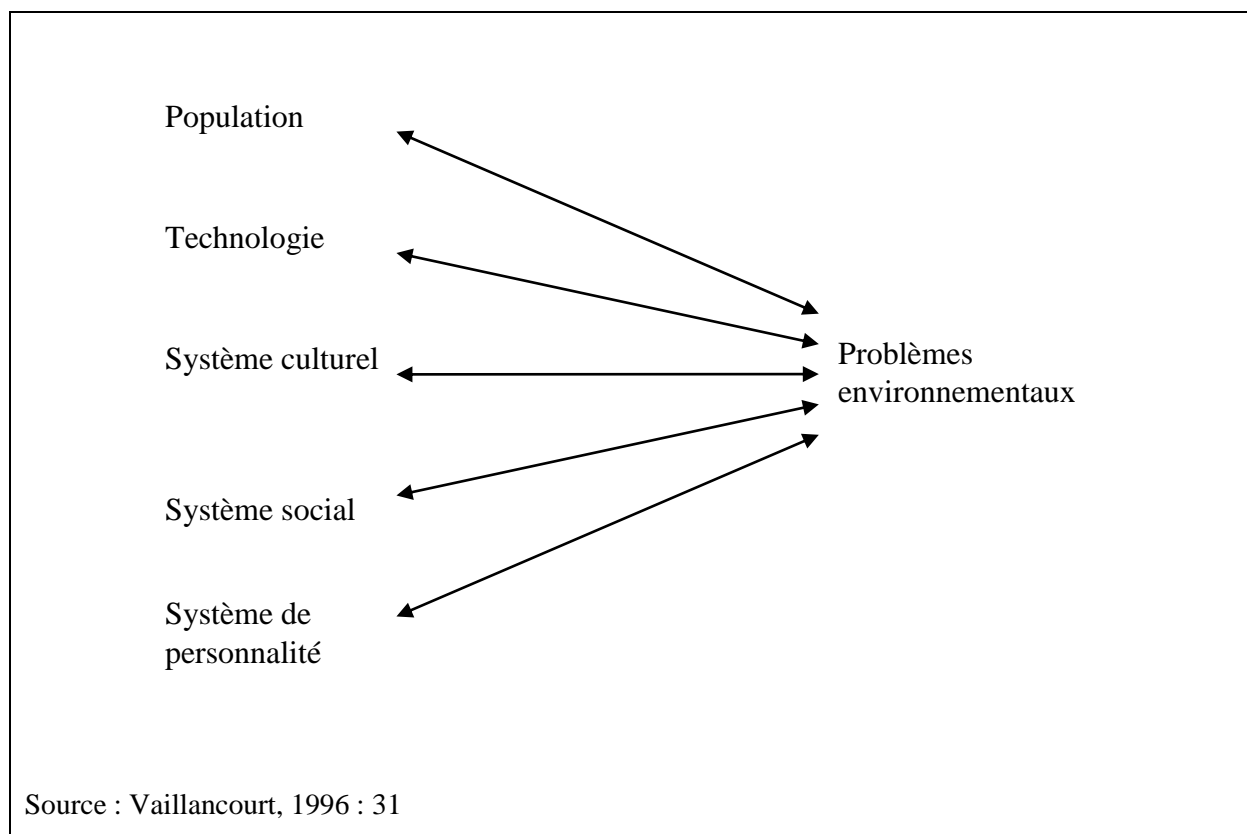 Population
Technologie
Système culturel
Problèmes
environnementaux
Système social
Système de
personnalité
Source : Vaillancourt, 1996 : 31